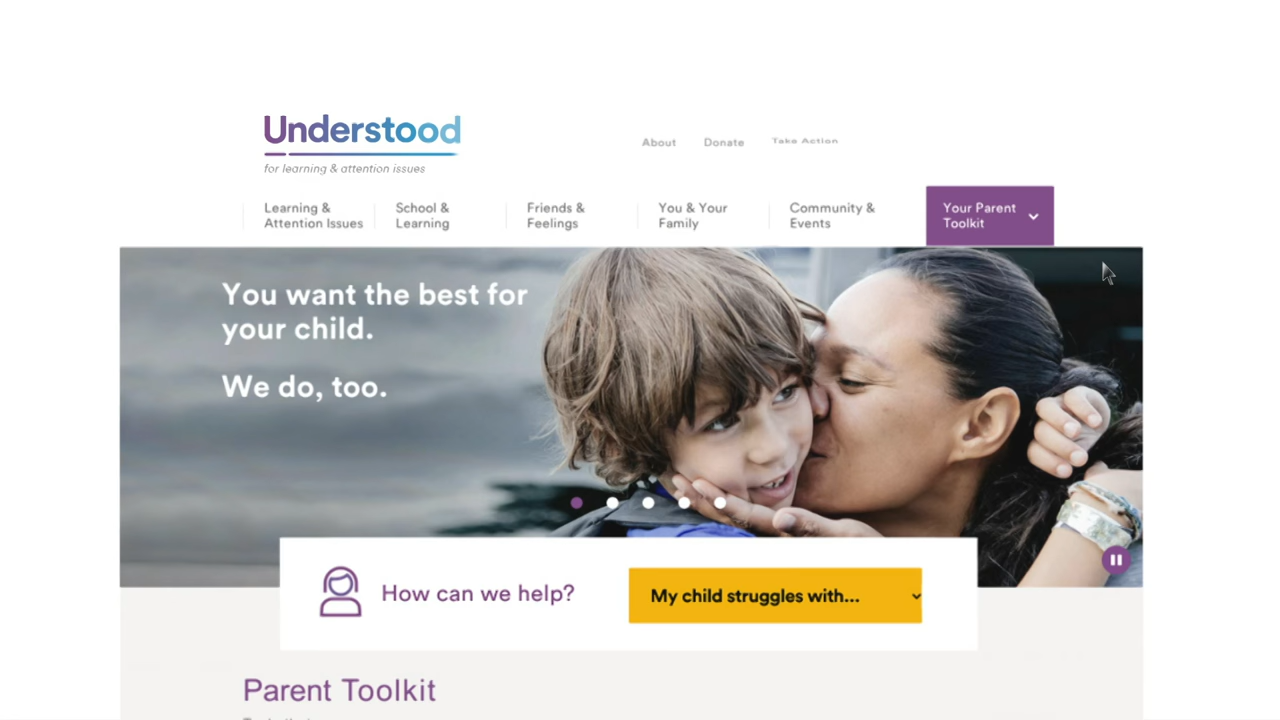 Understood
for learning & attention issues
About Donate Take Action
Learning &
Attention Issues
School &
Learning
Friends &
Feelings
You & Your
Family
Community &
Events
Your Parent
Toolkit
You want the best for
your child.
We do, too.
How can we help?
My child struggles with...
Parent Toolkit